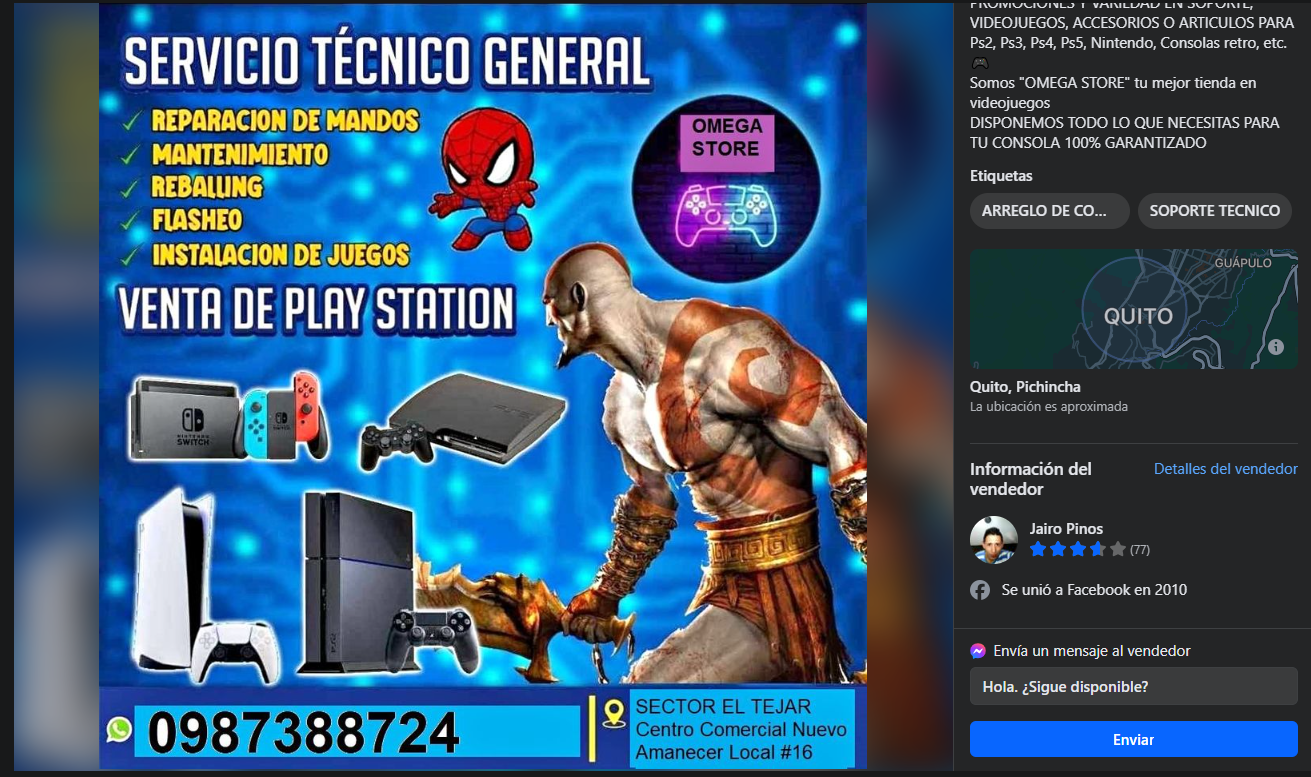 SERVICIO TÉCNICO GENERAL
REPARACION DE MANDOS
MANTENIMIENTO
REBALLING
FLASHEO
INSTALACION DE JUEGOS
OMEGA
STORE
VENTA DE PLAY STATION
NINTENDO
SWITCH
0987388724
SECTOR EL TEJAR
Centro Comercial Nuevo
Amanecer Local #16
PROMOCIONES Y VARIEDAD EN SOPORTE,
VIDEOJUEGOS, ACCESORIOS O ARTICULOS PARA
Ps2, Ps3, Ps4, Ps5, Nintendo, Consolas retro, etc.
🎮
Somos "OMEGA STORE" tu mejor tienda en
videojuegos
DISPONEMOS TODO LO QUE NECESITAS PARA
TU CONSOLA 100% GARANTIZADO
Etiquetas
ARREGLO DE CO...
SOPORTE TECNICO
GUÁPULO
QUITO
Quito, Pichincha
La ubicación es aproximada
Información del
vendedor
Detalles del vendedor
Jairo Pinos
(77)
Se unió a Facebook en 2010
Envía un mensaje al vendedor
Hola. ¿Sigue disponible?
Enviar